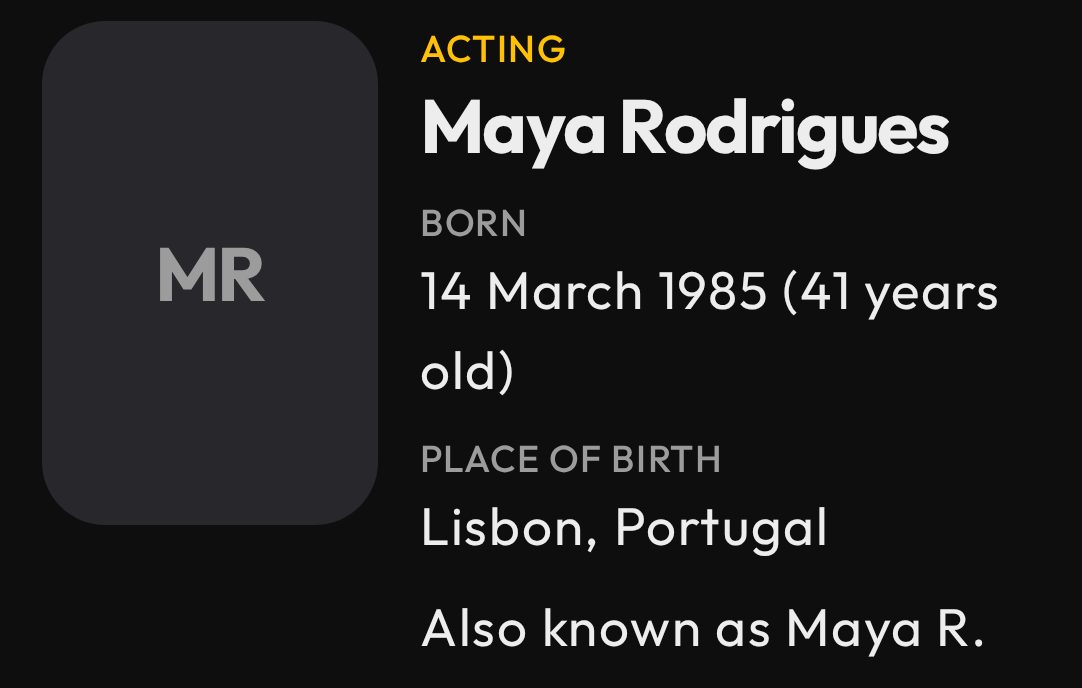 ACTING
Maya Rodrigues
MR
BORN
14 March 1985 (41 years
old)
PLACE OF BIRTH
Lisbon, Portugal
Also known as Maya R.